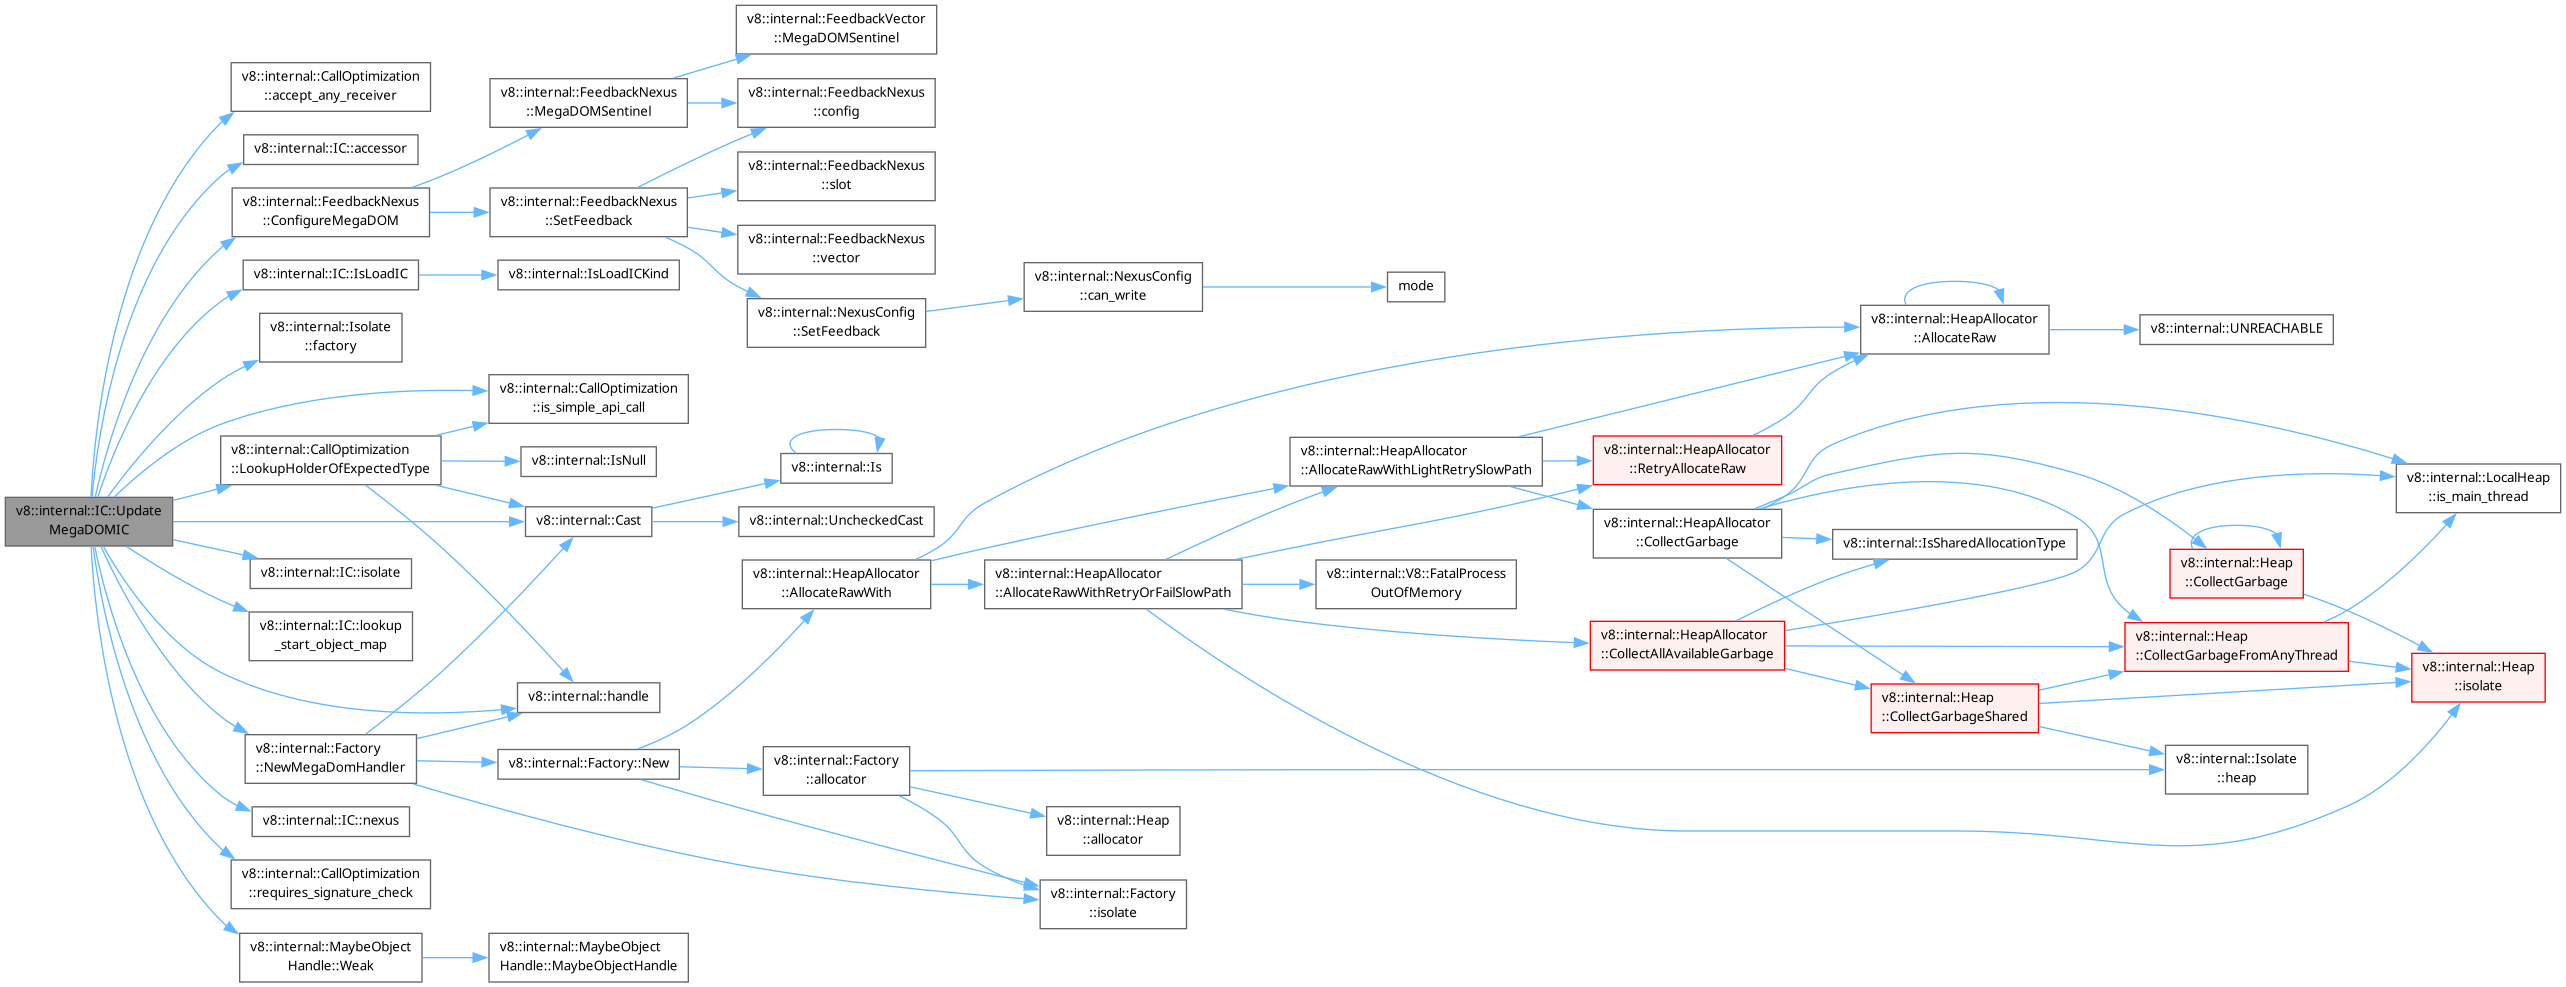 v8::internal::IC::Update
MegaDOMIC
v8::internal::CallOptimization
::accept_any_receiver
v8::internal::IC::accessor
v8::internal::FeedbackNexus
::ConfigureMegaDOM
v8::internal::IC::IsLoadIC
v8::internal::Isolate
::factory
v8::internal::CallOptimization
::LookupHolderOfExpectedType
v8::internal::IC::isolate
v8::internal::IC::lookup
_start_object_map
v8::internal::Factory
::NewMegaDomHandler
v8::internal::IC::nexus
v8::internal::CallOptimization
::requires_signature_check
v8::internal::MaybeObject
Handle::Weak
v8::internal::FeedbackNexus
::MegaDOMSentinel
v8::internal::FeedbackNexus
::SetFeedback
v8::internal::IsLoadICKind
v8::internal::CallOptimization
::is_simple_api_call
v8::internal::IsNull
v8::internal::Cast
v8::internal::handle
v8::internal::Factory::New
v8::internal::MaybeObject
Handle::MaybeObjectHandle
v8::internal::FeedbackVector
::MegaDOMSentinel
v8::internal::FeedbackNexus
::config
v8::internal::FeedbackNexus
::slot
v8::internal::FeedbackNexus
::vector
v8::internal::NexusConfig
::SetFeedback
v8::internal::Is
v8::internal::UncheckedCast
v8::internal::HeapAllocator
::AllocateRawWith
v8::internal::Factory
::allocator
v8::internal::NexusConfig
::can_write
v8::internal::HeapAllocator
::AllocateRawWithRetryOrFailSlowPath
v8::internal::Heap
::allocator
v8::internal::Factory
::isolate
mode
v8::internal::HeapAllocator
::AllocateRawWithLightRetrySlowPath
v8::internal::V8::FatalProcess
OutOfMemory
v8::internal::HeapAllocator
::RetryAllocateRaw
v8::internal::HeapAllocator
::CollectGarbage
v8::internal::HeapAllocator
::CollectAllAvailableGarbage
v8::internal::HeapAllocator
::AllocateRaw
v8::internal::IsSharedAllocationType
v8::internal::Heap
::CollectGarbageShared
v8::internal::UNREACHABLE
v8::internal::Heap
::CollectGarbage
v8::internal::Heap
::CollectGarbageFromAnyThread
v8::internal::Isolate
::heap
v8::internal::LocalHeap
::is_main_thread
v8::internal::Heap
::isolate